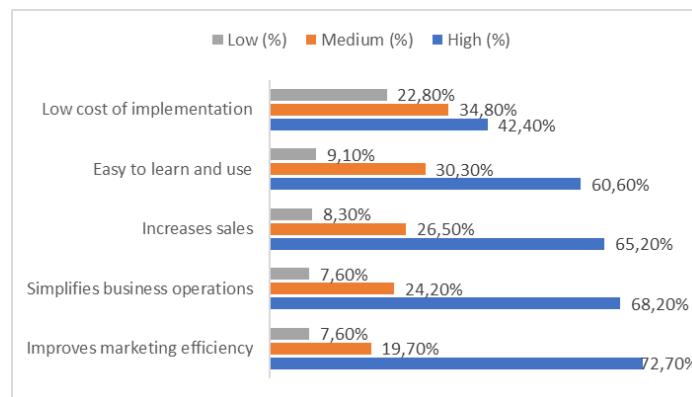 Low (%) Medium (%) High (%)
Low cost of implementation
22,80%
34,80%
42,40%
Easy to learn and use
9,10%
30,30%
60,60%
Increases sales
8,30%
26,50%
65,20%
Simplifies business operations
7,60%
24,20%
68,20%
Improves marketing efficiency
7,60%
19,70%
72,70%